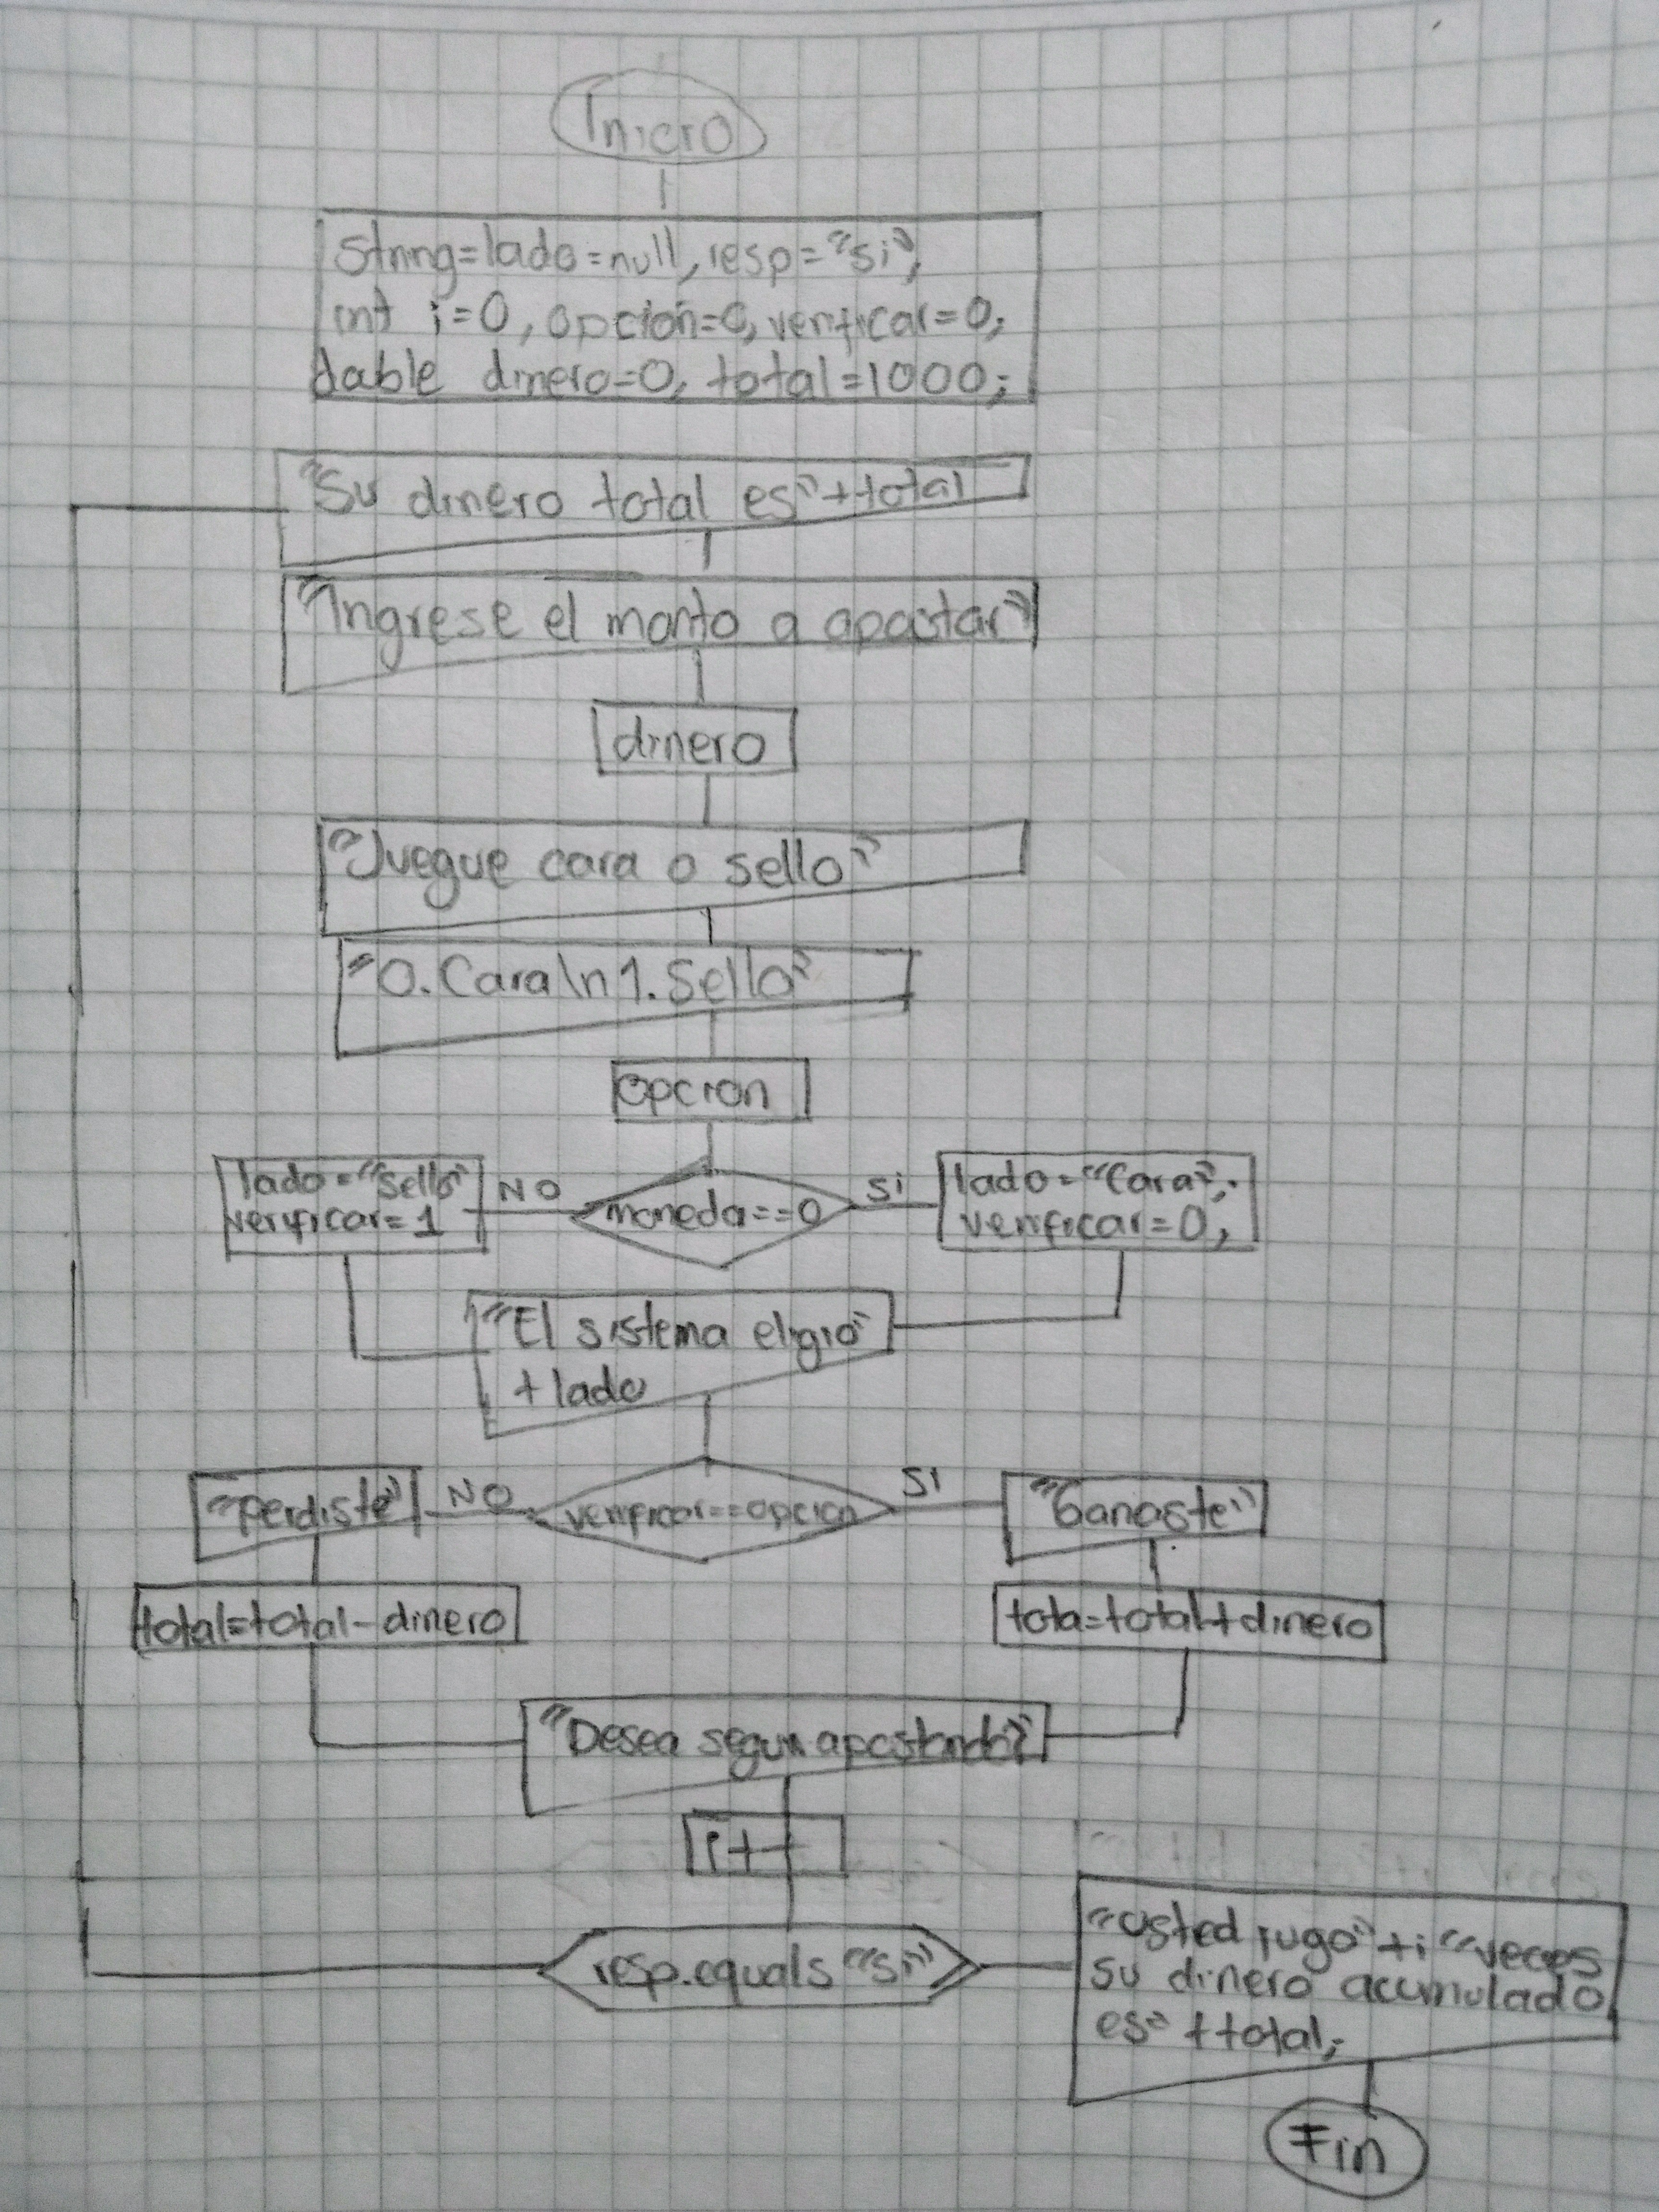 Inicio
String=lado=null, resp="si",
int i=0, opcion=0, verificar=0;
dable dinero=0, total=1000;
"Su dinero total es"+total
"Ingrese el monto a apostar"
dinero
"Juegue cara o sello"
"0.Cara\n1.Sello"
opcion
lado="Sello"
verificar=1
NO
moneda==0
Si
lado="Cara";
verificar=0,
"El sistema eligio"
+lado
"Perdiste"
NO
verificar==opcion
SI
"Ganaste"
total=total-dinero
tota=total+dinero
"Desea seguir apostando?"
i++
resp.equals "si"
"Usted jugo"+i "veces
su dinero acumulado
es" +total;
Fin